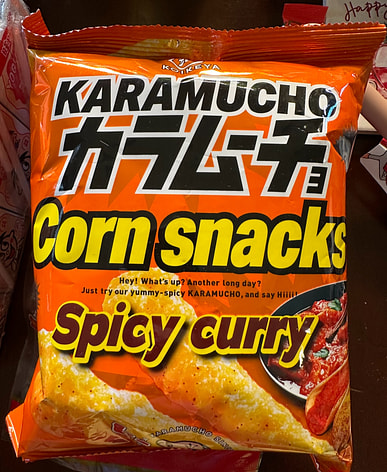 Happy
KOIKEYA
KARAMUCHO
カラムーチョ
Corn snacks
Hey! What's up? Another long day?
Just try our yummy-spicy KARAMUCHO, and say Hiiii!
Spicy curry